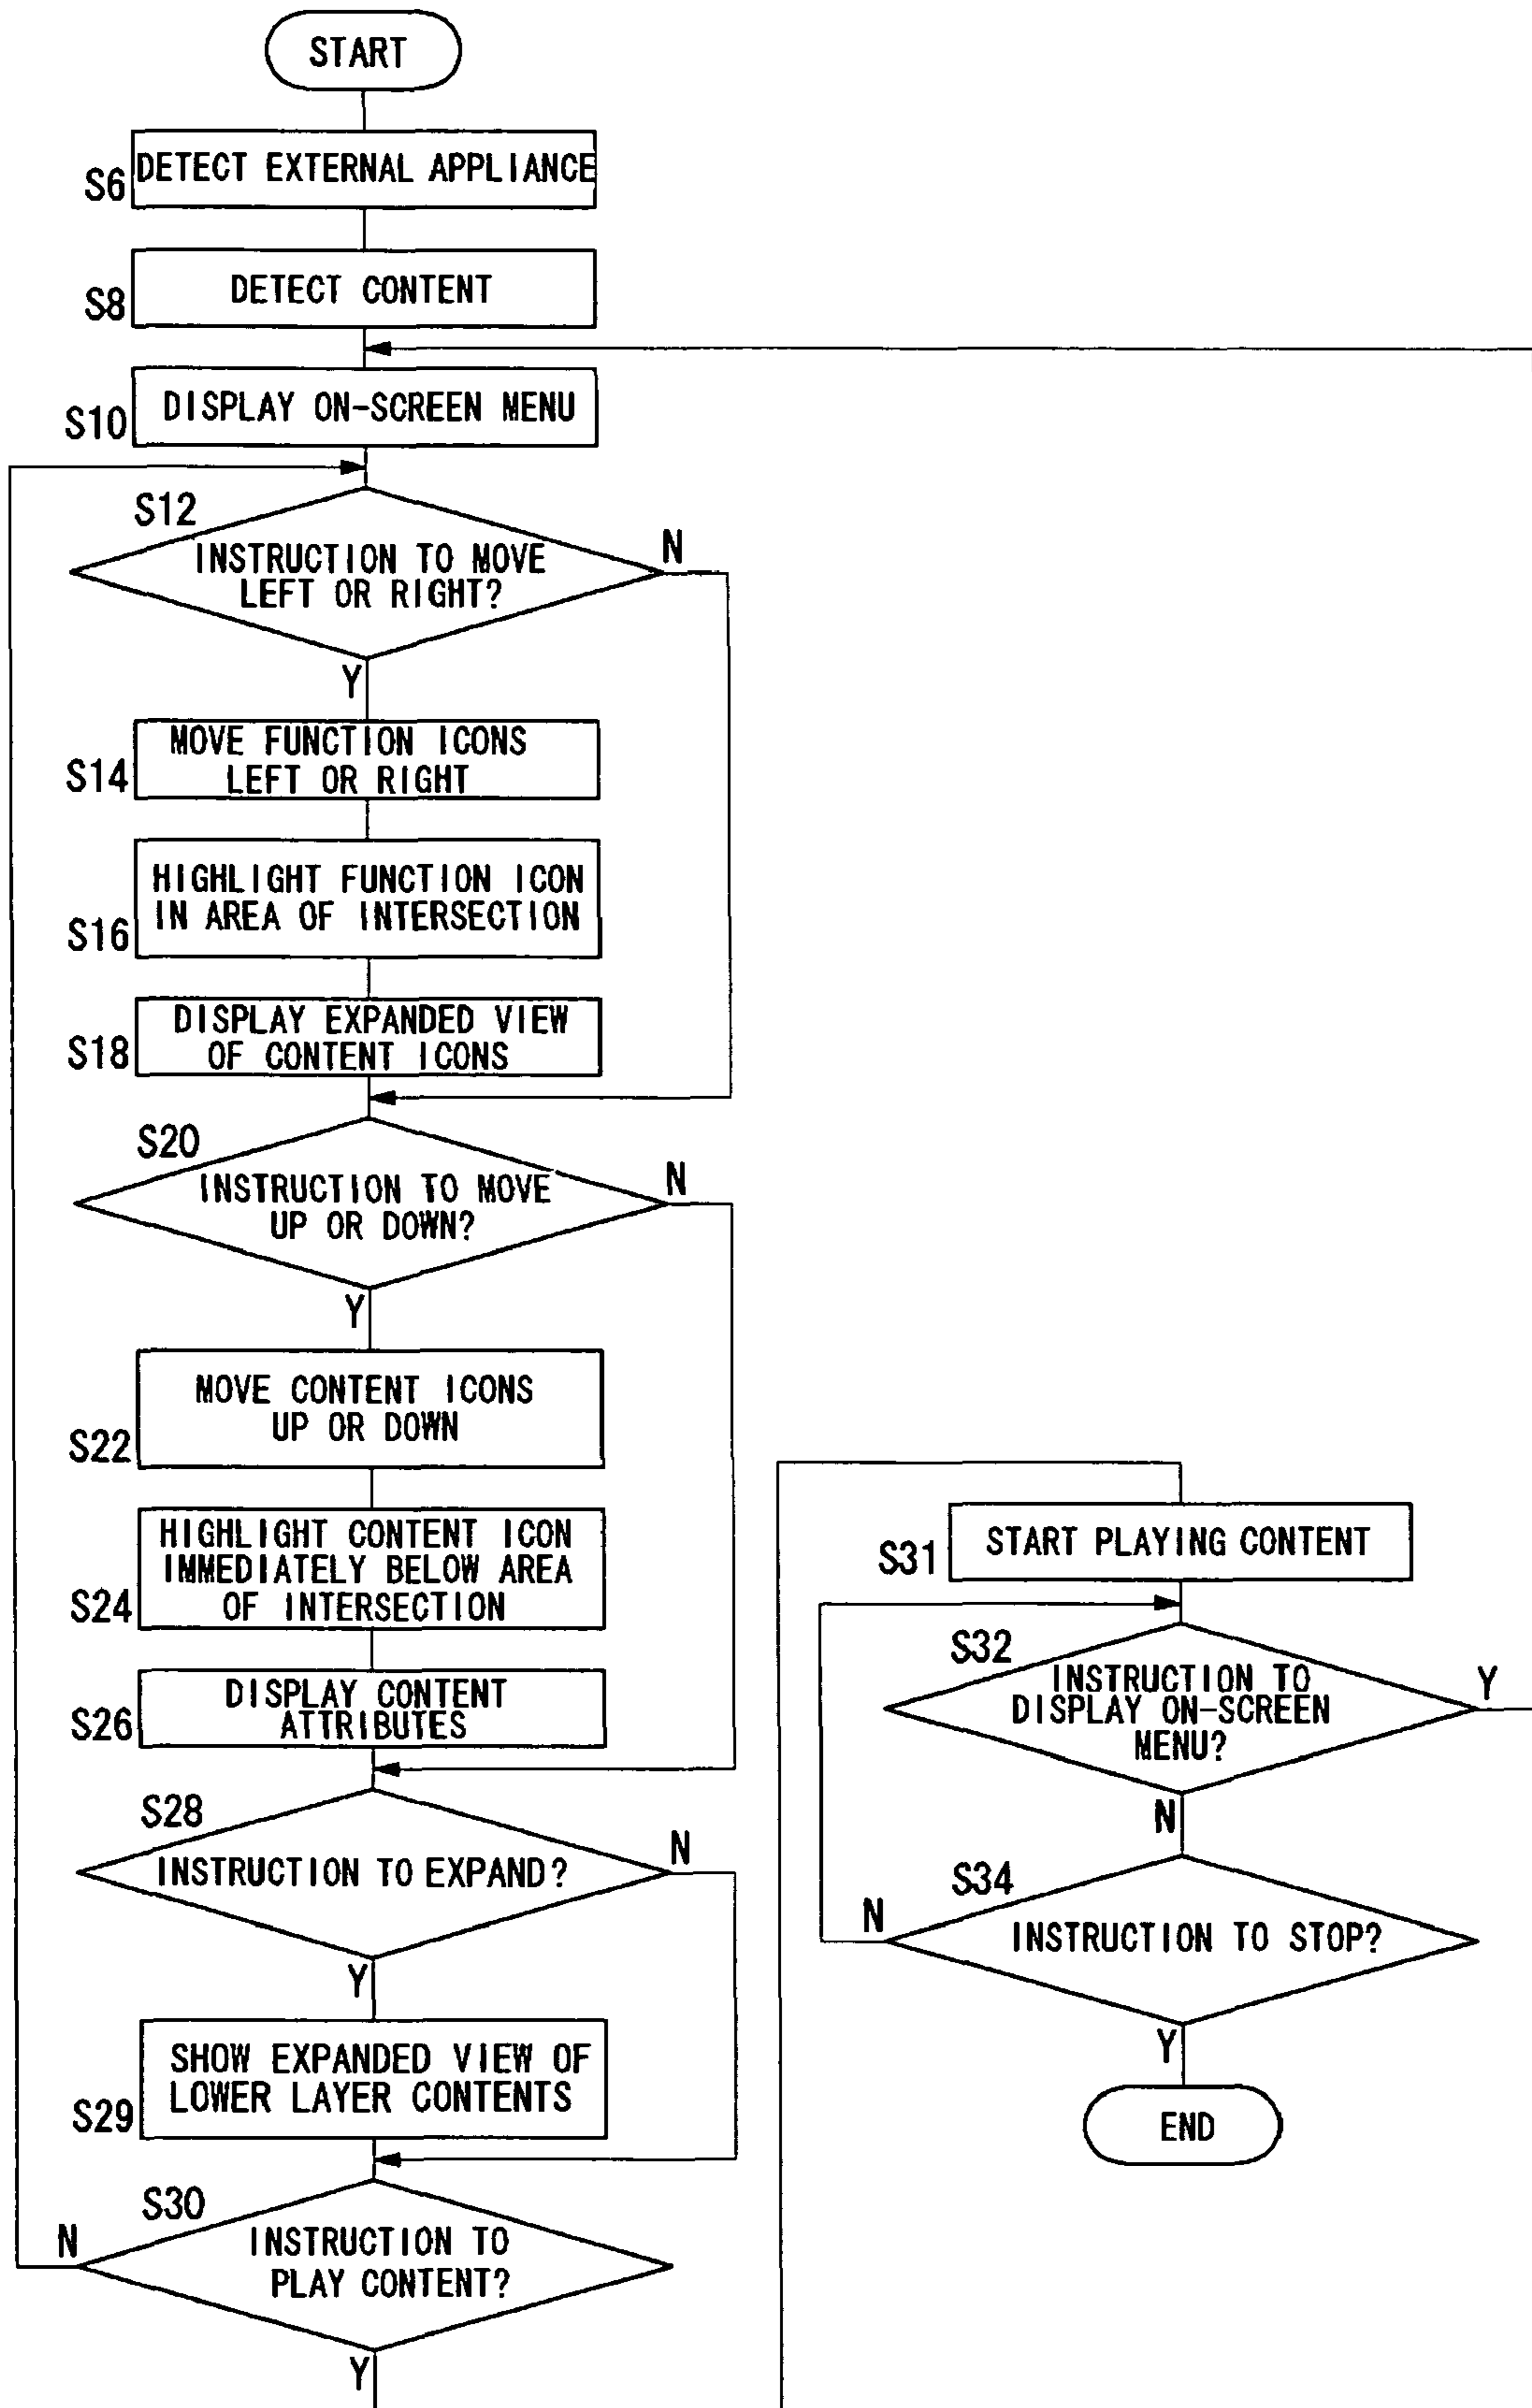 START
DETECT EXTERNAL APPLIANCE
S6
DETECT CONTENT
S8
DISPLAY ON-SCREEN MENU
S10
S12
INSTRUCTION TO MOVE
LEFT OR RIGHT?
N
Y
MOVE FUNCTION ICONS
LEFT OR RIGHT
S14
HIGHLIGHT FUNCTION ICON
IN AREA OF INTERSECTION
S16
DISPLAY EXPANDED VIEW
OF CONTENT ICONS
S18
S20
INSTRUCTION TO MOVE
UP OR DOWN?
N
Y
MOVE CONTENT ICONS
UP OR DOWN
S22
HIGHLIGHT CONTENT ICON
IMMEDIATELY BELOW AREA
OF INTERSECTION
S24
DISPLAY CONTENT
ATTRIBUTES
S26
S28
INSTRUCTION TO EXPAND?
N
Y
SHOW EXPANDED VIEW OF
LOWER LAYER CONTENTS
S29
S30
INSTRUCTION TO
PLAY CONTENT?
N
Y
START PLAYING CONTENT
S31
S32
INSTRUCTION TO
DISPLAY ON-SCREEN
MENU?
Y
N
S34
INSTRUCTION TO STOP?
N
Y
END